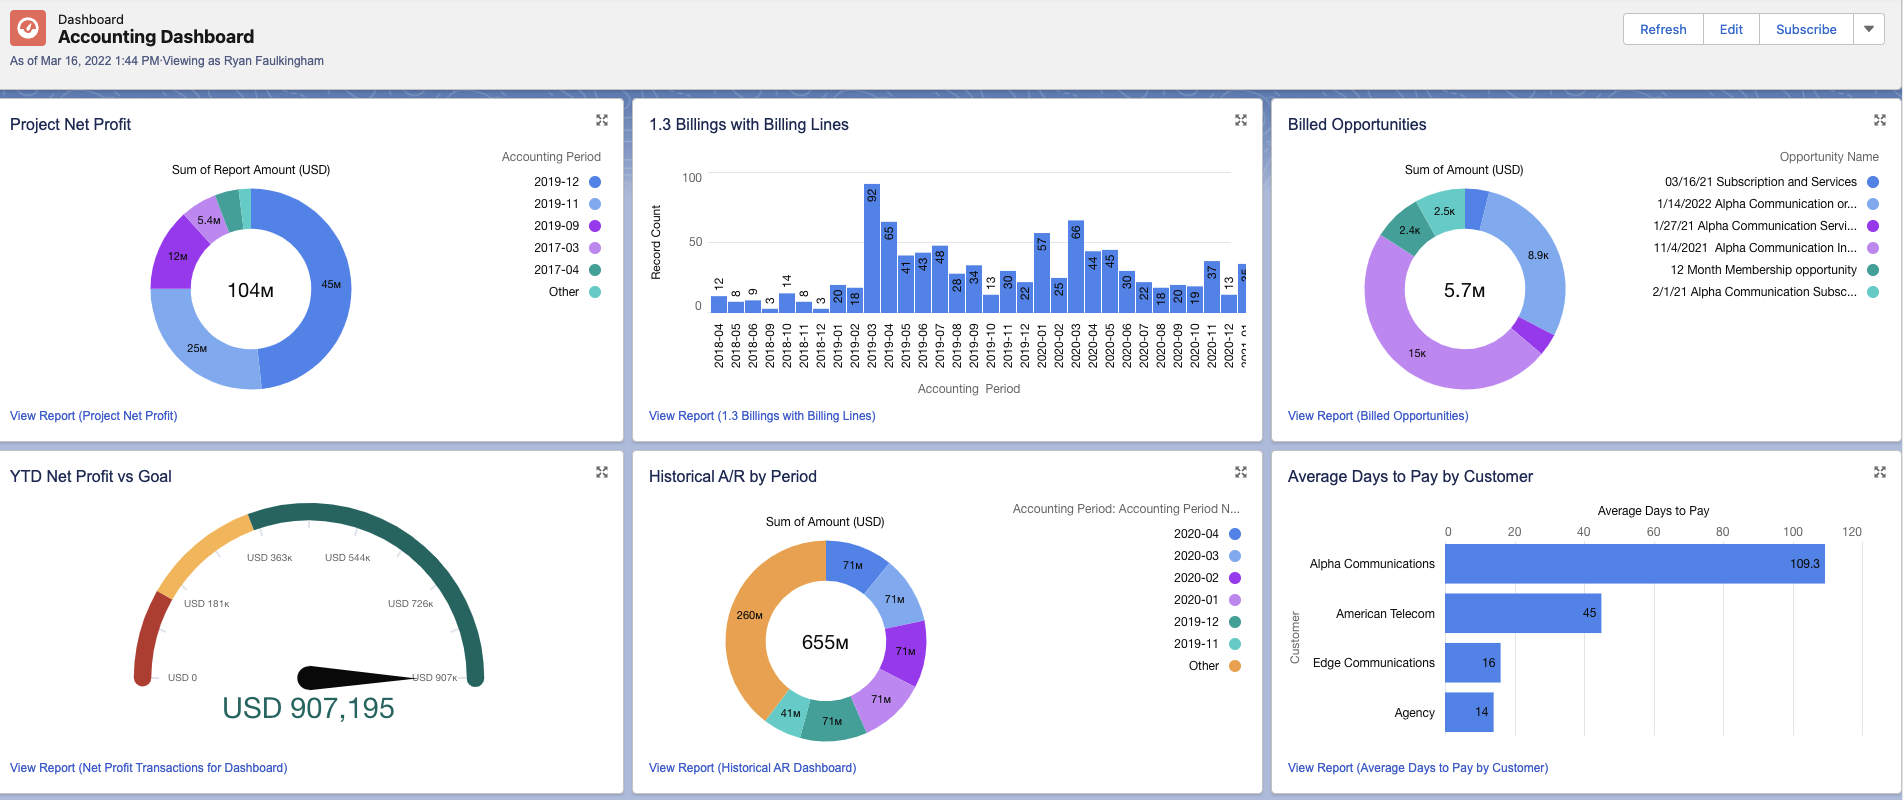 Dashboard
Accounting Dashboard
As of Mar 16, 2022 1:44 PM·Viewing as Ryan Faulkingham
Refresh
Edit
Subscribe
Project Net Profit
Sum of Report Amount (USD)
Accounting Period
2019-12
2019-11
2019-09
2017-03
2017-04
Other
5.4M
12M
104M
45M
25M
View Report (Project Net Profit)
1.3 Billings with Billing Lines
Record Count
100
50
0
12
8
9
3
14
8
3
20
18
92
65
41
43
48
28
34
13
30
22
57
25
66
44
45
30
22
18
20
19
37
13
2018-04
2018-05
2018-06
2018-09
2018-10
2018-11
2018-12
2019-01
2019-02
2019-03
2019-04
2019-05
2019-06
2019-07
2019-08
2019-09
2019-10
2019-11
2019-12
2020-01
2020-02
2020-03
2020-04
2020-05
2020-06
2020-07
2020-08
2020-09
2020-10
2020-11
2020-12
Accounting Period
View Report (1.3 Billings with Billing Lines)
Billed Opportunities
Sum of Amount (USD)
Opportunity Name
03/16/21 Subscription and Services
1/14/2022 Alpha Communication or...
1/27/21 Alpha Communication Servi...
11/4/2021 Alpha Communication In...
12 Month Membership opportunity
2/1/21 Alpha Communication Subsc...
2.5K
2.4K
8.9K
5.7M
15K
View Report (Billed Opportunities)
YTD Net Profit vs Goal
USD 363K
USD 544K
USD 181K
USD 726K
USD 0
USD 907K
USD 907,195
View Report (Net Profit Transactions for Dashboard)
Historical A/R by Period
Sum of Amount (USD)
Accounting Period: Accounting Period N...
2020-04
2020-03
2020-02
2020-01
2019-12
2019-11
Other
71M
71M
260M
655M
71M
71M
41M
71M
View Report (Historical AR Dashboard)
Average Days to Pay by Customer
Average Days to Pay
0
20
40
60
80
100
120
Customer
Alpha Communications
109.3
American Telecom
45
Edge Communications
16
Agency
14
View Report (Average Days to Pay by Customer)